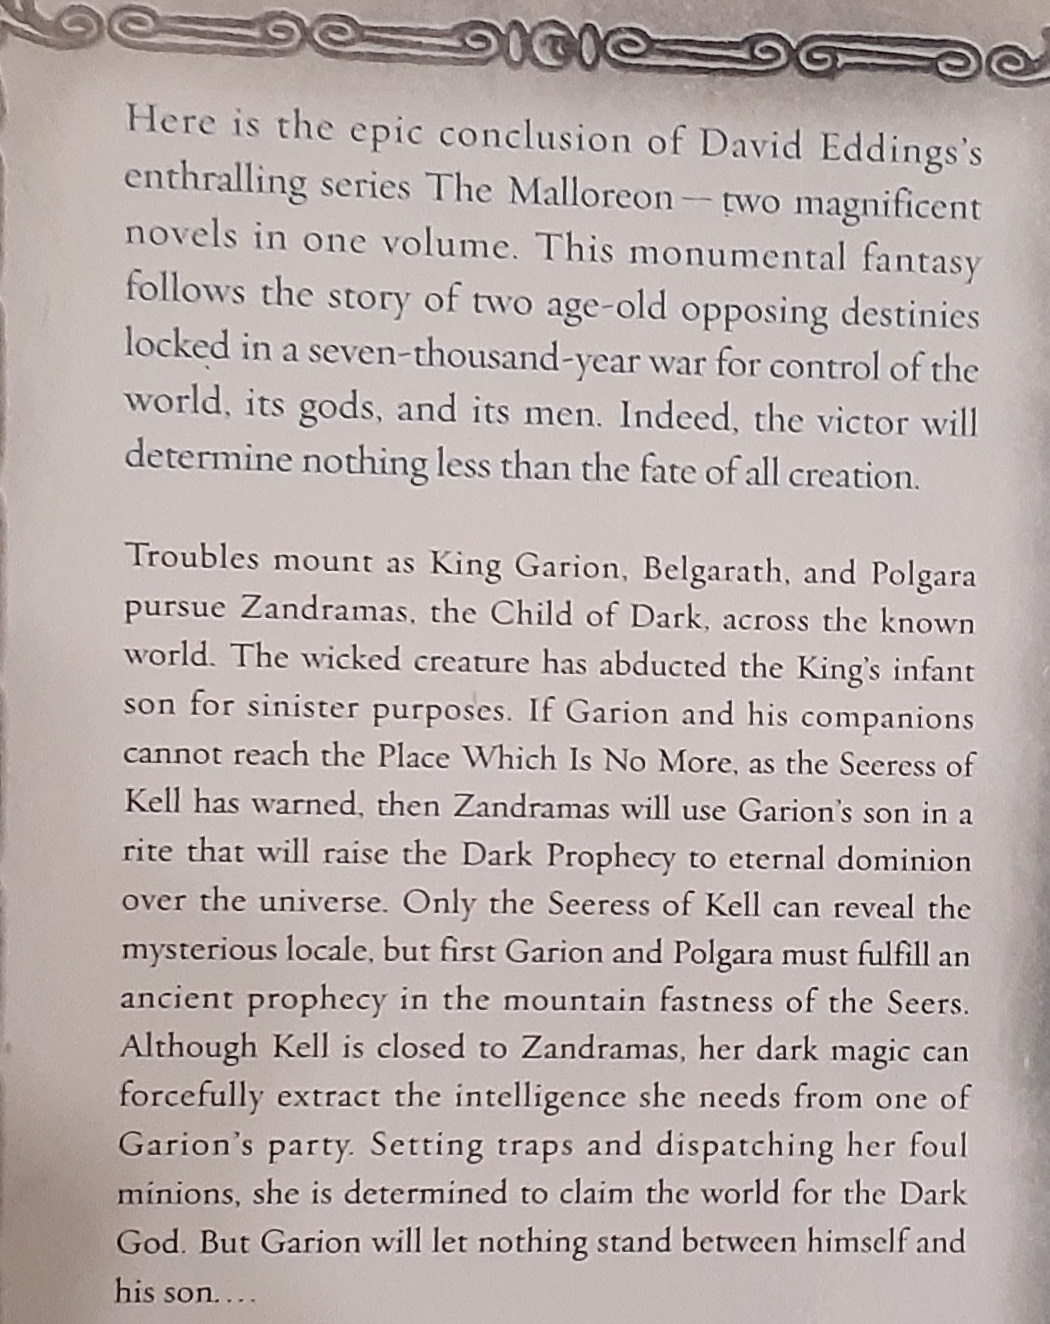 Here is the epic conclusion of David Eddings's
enthralling series The Malloreon — two magnificent
novels in one volume. This monumental fantasy
follows the story of two age-old opposing destinies
locked in a seven-thousand-year war for control of the
world, its gods, and its men. Indeed, the victor will
determine nothing less than the fate of all creation.
Troubles mount as King Garion, Belgarath, and Polgara
pursue Zandramas, the Child of Dark, across the known
world. The wicked creature has abducted the King's infant
son for sinister purposes. If Garion and his companions
cannot reach the Place Which Is No More, as the Seeress of
Kell has warned, then Zandramas will use Garion's son in a
rite that will raise the Dark Prophecy to eternal dominion
over the universe. Only the Seeress of Kell can reveal the
mysterious locale, but first Garion and Polgara must fulfill an
ancient prophecy in the mountain fastness of the Seers.
Although Kell is closed to Zandramas, her dark magic can
forcefully extract the intelligence she needs from one of
Garion's party. Setting traps and dispatching her foul
minions, she is determined to claim the world for the Dark
God. But Garion will let nothing stand between himself and
his son....